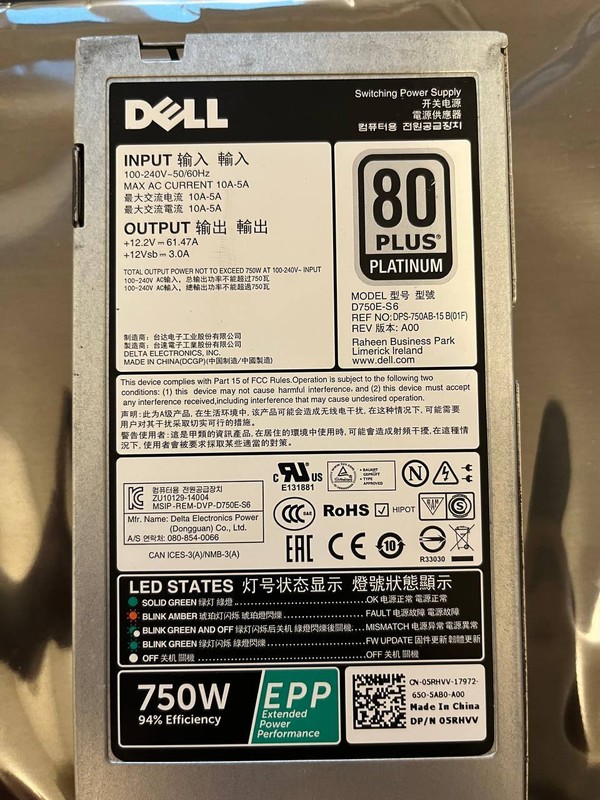 DELL
Switching Power Supply
开关电源
電源供應器
컴퓨터용 전원공급장치
INPUT 输入 輸入
100-240V~50/60Hz
MAX AC CURRENT 10A-5A
最大交流电流 10A-5A
最大交流電流 10A-5A
OUTPUT 输出 輸出
+12.2V⎓61.47A
+12Vsb⎓3.0A
TOTAL OUTPUT POWER NOT TO EXCEED 750W AT 100-240V~ INPUT
100-240V AC输入，总输出功率不能超过750瓦
100-240V AC輸入，總輸出功率不能超過750瓦
制造商：台达电子工业股份有限公司
製造商：台達電子工業股份有限公司
DELTA ELECTRONICS, INC.
MADE IN CHINA(DCGP)(中国制造/中國製造)
80
PLUS®
PLATINUM
MODEL 型号 型號
D750E-S6
REF NO:DPS-750AB-15 B(01F)
REV 版本: A00
Raheen Business Park
Limerick Ireland
www.dell.com
This device complies with Part 15 of FCC Rules.Operation is subject to the following two
conditions: (1) this device may not cause harmful interference, and (2) this device must accept
any interference received,including interference that may cause undesired operation.
声明：此为A级产品，在生活环境中，该产品可能会造成无线电干扰，在这种情况下，可能需要
用户对其干扰采取切实可行的措施。
警告使用者：這是甲類的資訊產品，在居住的環境中使用時，可能會造成射頻干擾，在這種情
況下，使用者會被要求採取某些適當的對策。
컴퓨터용 전원공급장치
ZU10129-14004
MSIP-REM-DVP-D750E-S6
Mfr. Name: Delta Electronics Power
(Dongguan) Co., Ltd.
A/S 연락처: 080-854-0066
CAN ICES-3(A)/NMB-3(A)
C UR US
E131881
BAUART
GEPRÜFT
TYPE
APPROVED
N
CCC
S&E
RoHS
HIPOT
S
EAC
CE
10
R33030
LED STATES 灯号状态显示 燈號狀態顯示
SOLID GREEN 绿灯 綠燈 OK 电源正常 電源正常
BLINK AMBER 琥珀灯闪烁 琥珀燈閃爍 FAULT 电源故障 電源故障
BLINK GREEN AND OFF 绿灯闪烁后关机 綠燈閃爍後關機 MISMATCH 电源异常 電源異常
BLINK GREEN 绿灯闪烁 綠燈閃爍 FW UPDATE 固件更新 韌體更新
OFF 关机 關機
750W
94% Efficiency
EPP
Extended
Power
Performance
CN-05RHVV-17972-
650-5AB0-A00
Made In China
DP/N 05RHVV